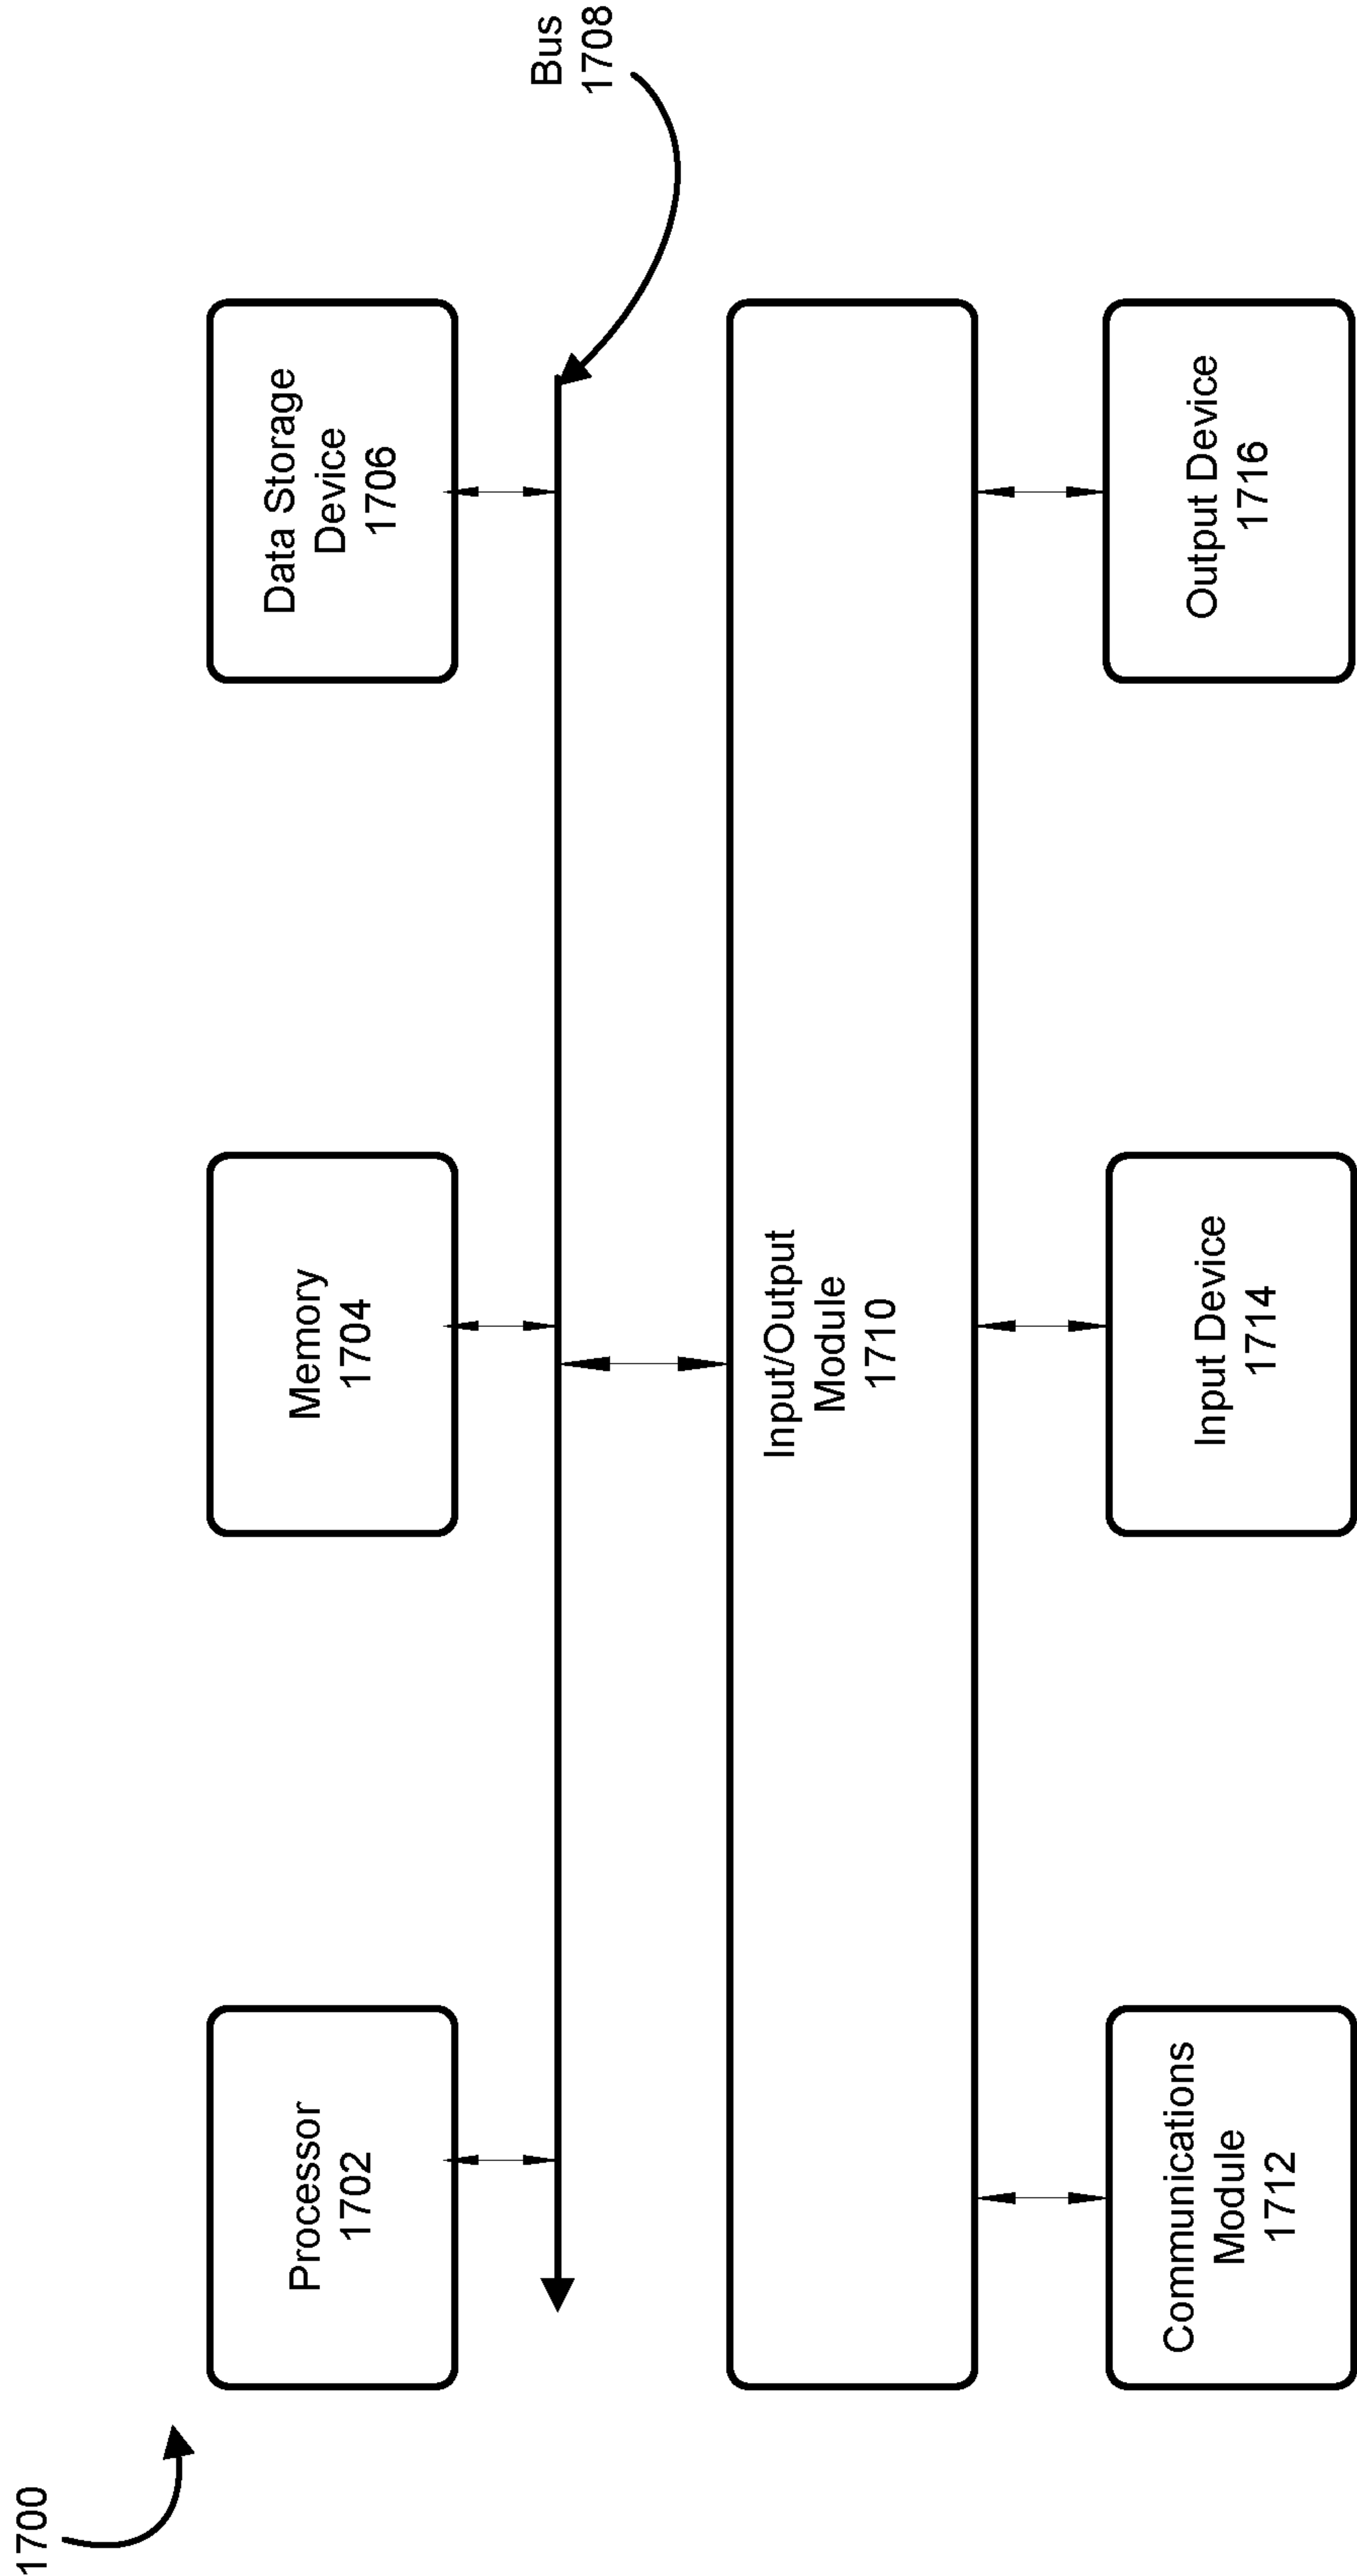 1700
Processor
1702
Memory
1704
Data Storage
Device
1706
Bus
1708
Input/Output
Module
1710
Communications
Module
1712
Input Device
1714
Output Device
1716